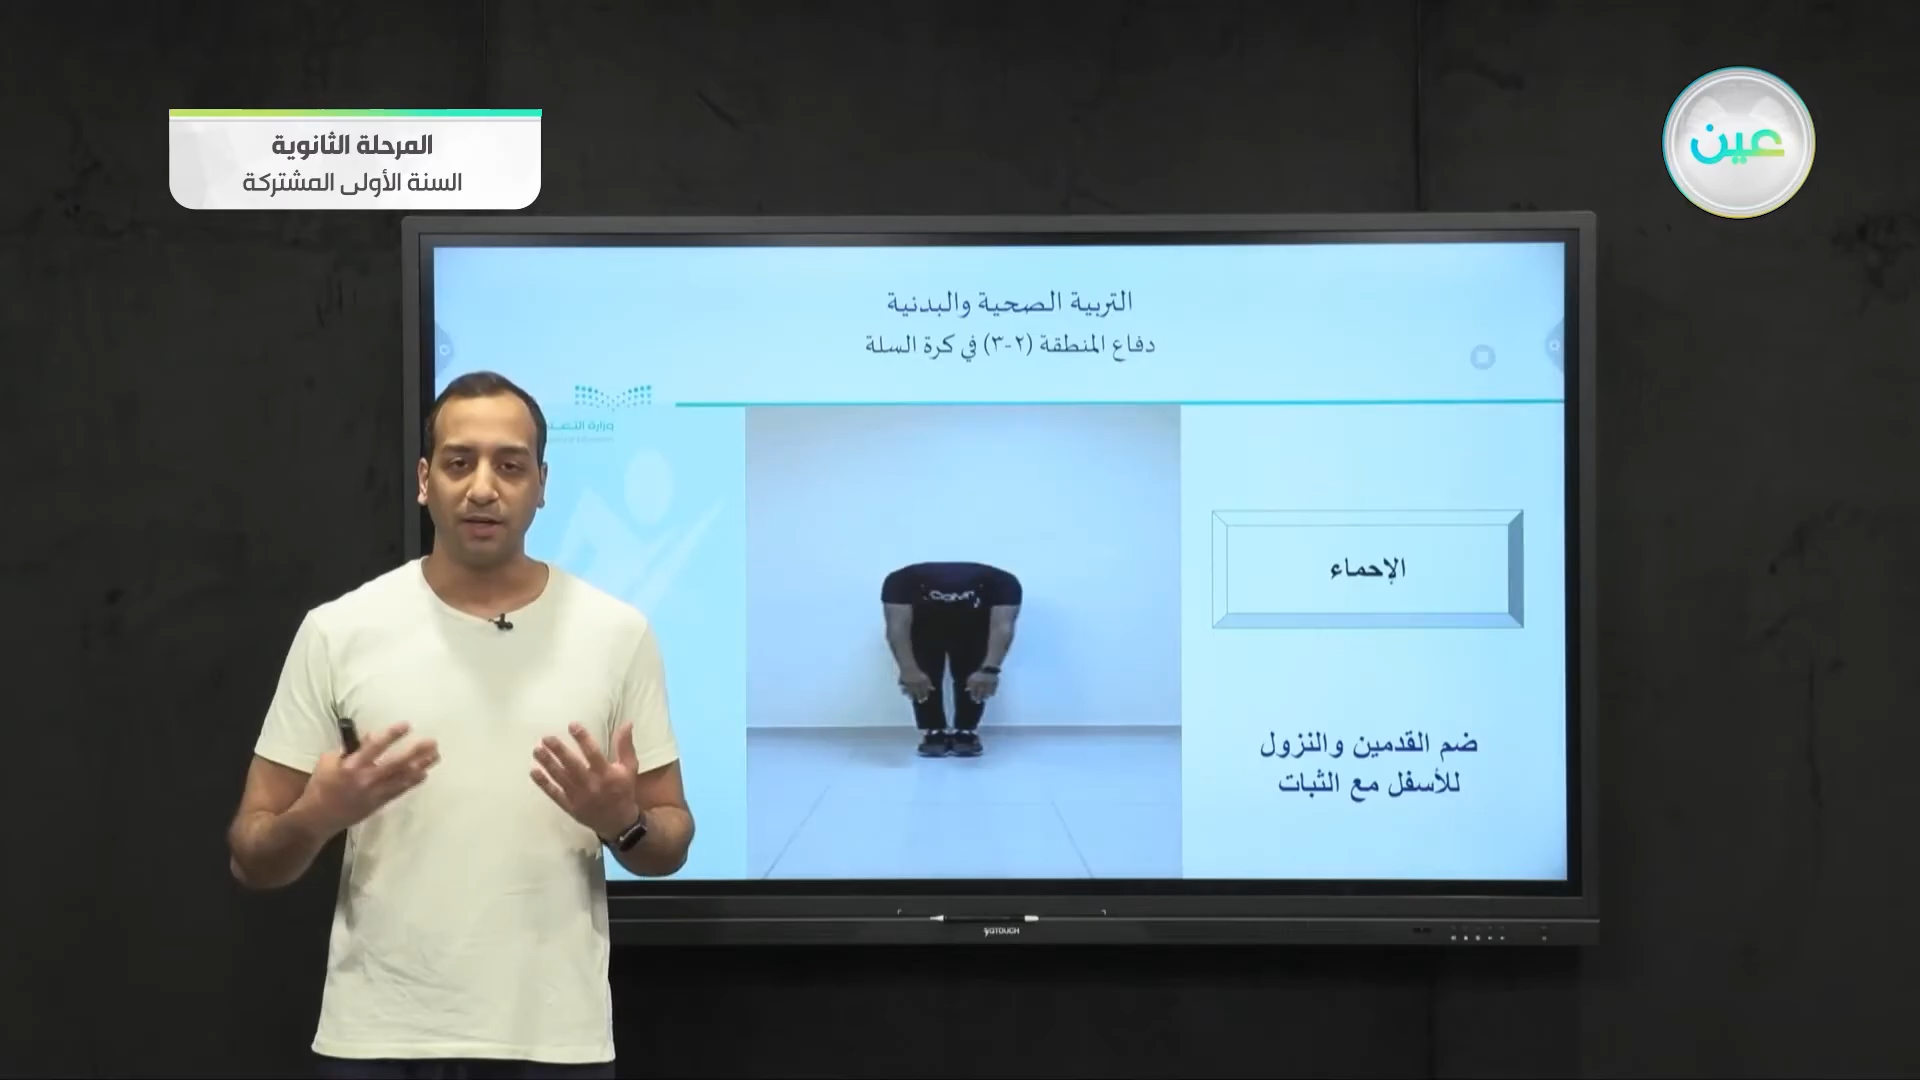 المرحلة الثانوية
السنة الأولى المشتركة
عين
التربية الصحية والبدنية
دفاع المنطقة (٢-٣) في كرة السلة
وزارة
الإحماء
ضم القدمين والنزول
للأسفل مع الثبات